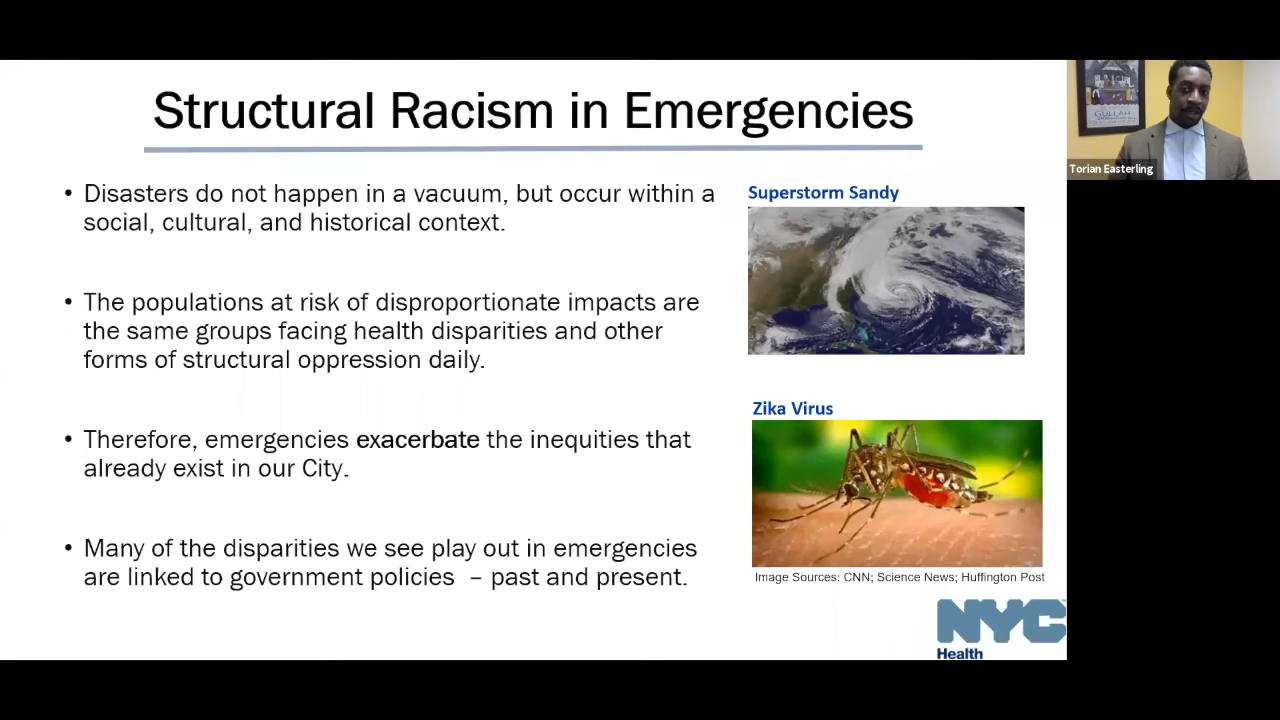 Structural Racism in Emergencies
• Disasters do not happen in a vacuum, but occur within a
social, cultural, and historical context.
• The populations at risk of disproportionate impacts are
the same groups facing health disparities and other
forms of structural oppression daily.
• Therefore, emergencies exacerbate the inequities that
already exist in our City.
• Many of the disparities we see play out in emergencies
are linked to government policies – past and present.
Superstorm Sandy
Zika Virus
Image Sources: CNN; Science News; Huffington Post
NYC
Health
GULLAH
Torian Easterling